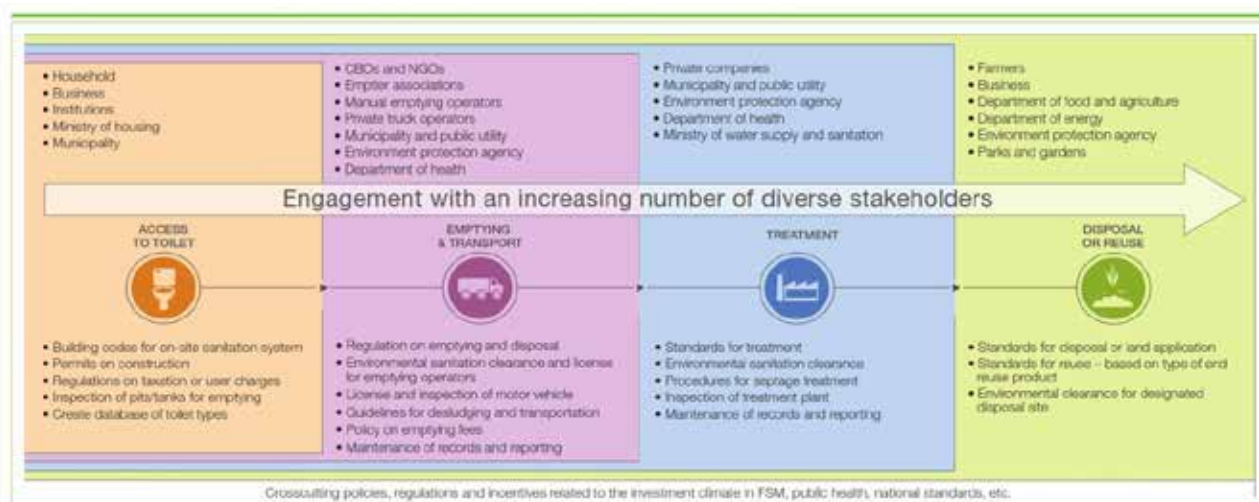 • Household
• Business
• Institutions
• Ministry of housing
• Municipality
• CBOs and NGOs
• Emptier associations
• Manual emptying operators
• Private truck operators
• Municipality and public utility
• Environment protection agency
• Department of health
• Private companies
• Municipality and public utility
• Environment protection agency
• Department of health
• Ministry of water supply and sanitation
• Farmers
• Business
• Department of food and agriculture
• Department of energy
• Environment protection agency
• Parks and gardens
Engagement with an increasing number of diverse stakeholders
ACCESS
TO TOILET
EMPTYING
& TRANSPORT
TREATMENT
DISPOSAL
OR REUSE
• Building codes for on-site sanitation system
• Permits on construction
• Regulations on taxation or user charges
• Inspection of pits/tanks for emptying
• Create database of toilet types
• Regulation on emptying and disposal
• Environmental sanitation clearance and license
for emptying operators
• License and inspection of motor vehicle
• Guidelines for desludging and transportation
• Policy on emptying fees
• Maintenance of records and reporting
• Standards for treatment
• Environmental sanitation clearance
• Procedures for septage treatment
• Inspection of treatment plant
• Maintenance of records and reporting
• Standards for disposal or land application
• Standards for reuse – based on type of end
reuse product
• Environmental clearance for designated
disposal site
Crosscutting policies, regulations and incentives related to the investment climate in FSM, public health, national standards, etc.